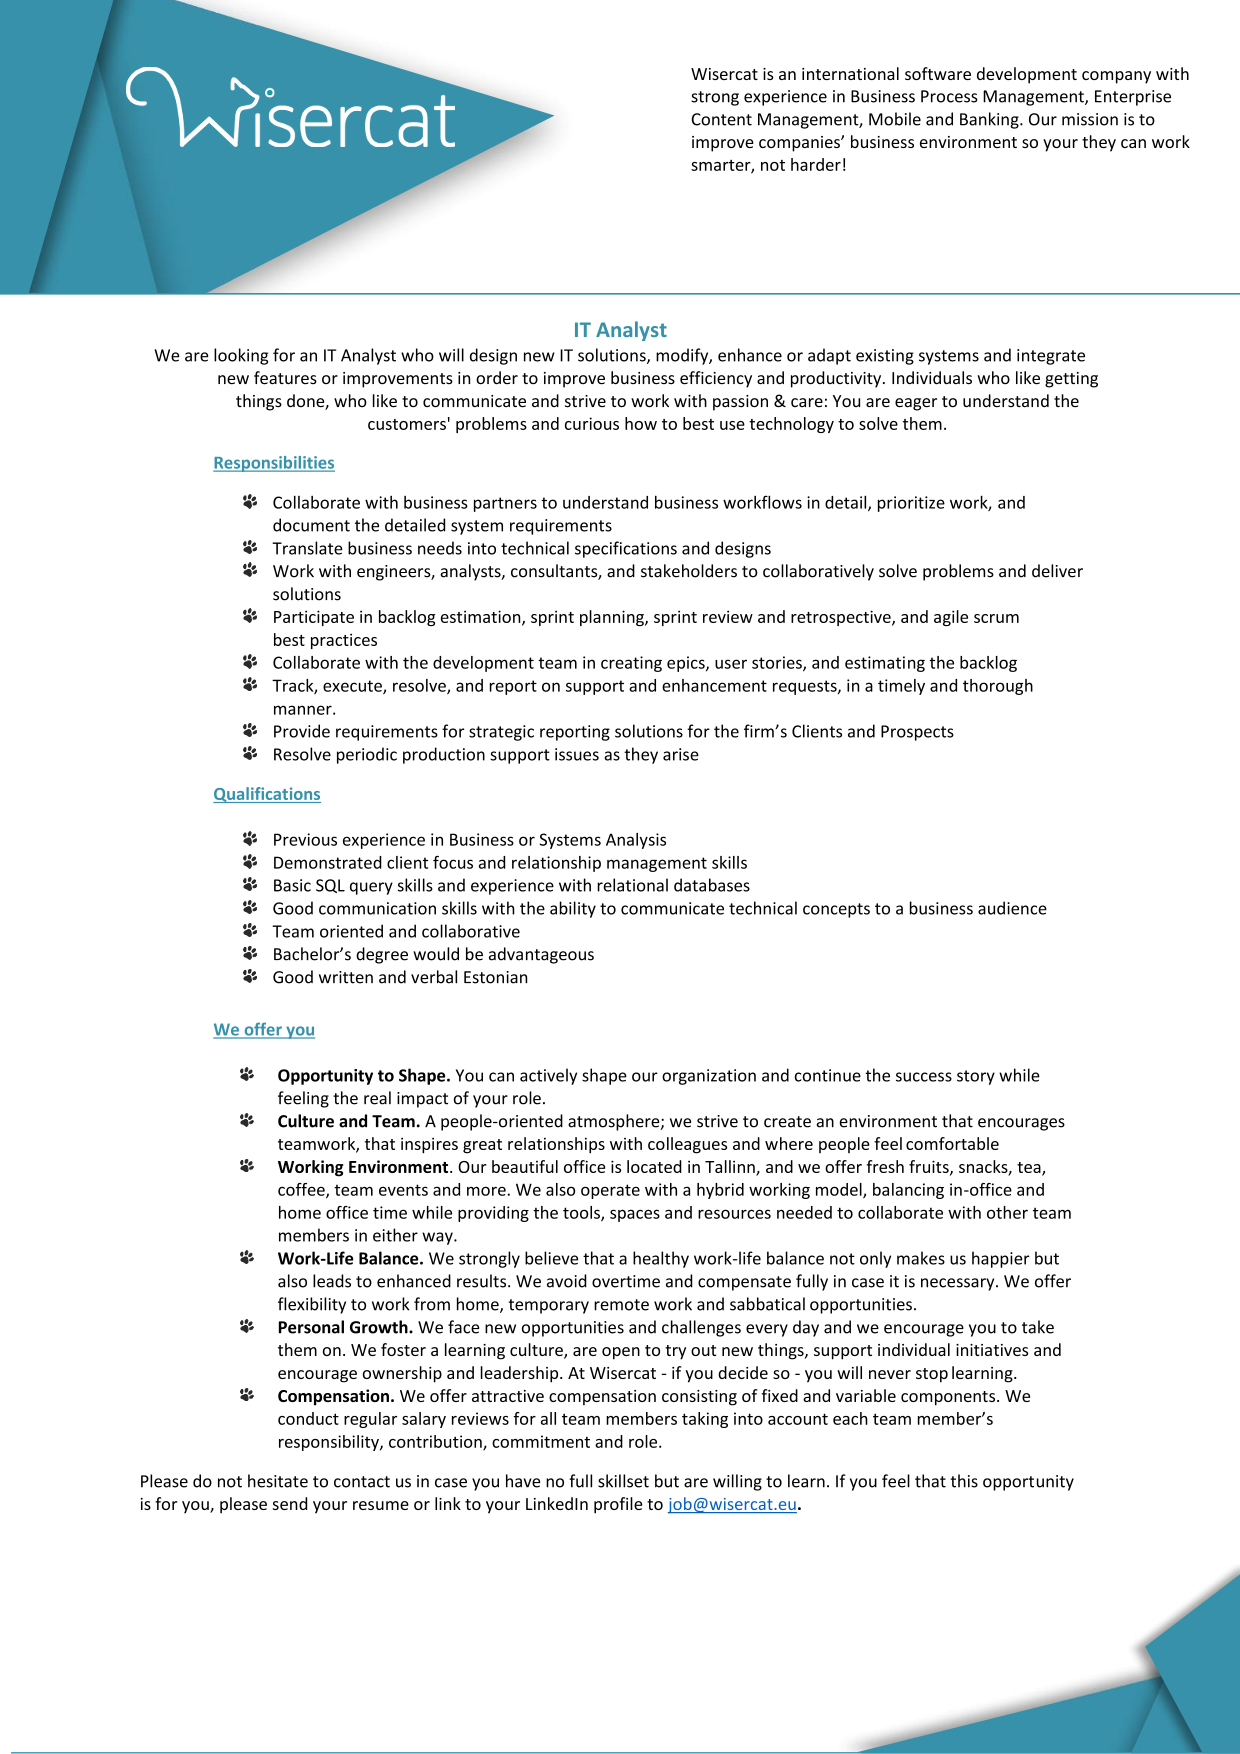 Wisercat
Wisercat is an international software development company with
strong experience in Business Process Management, Enterprise
Content Management, Mobile and Banking. Our mission is to
improve companies’ business environment so your they can work
smarter, not harder!
IT Analyst
We are looking for an IT Analyst who will design new IT solutions, modify, enhance or adapt existing systems and integrate
new features or improvements in order to improve business efficiency and productivity. Individuals who like getting
things done, who like to communicate and strive to work with passion & care: You are eager to understand the
customers' problems and curious how to best use technology to solve them.
Responsibilities
Collaborate with business partners to understand business workflows in detail, prioritize work, and
document the detailed system requirements
Translate business needs into technical specifications and designs
Work with engineers, analysts, consultants, and stakeholders to collaboratively solve problems and deliver
solutions
Participate in backlog estimation, sprint planning, sprint review and retrospective, and agile scrum
best practices
Collaborate with the development team in creating epics, user stories, and estimating the backlog
Track, execute, resolve, and report on support and enhancement requests, in a timely and thorough
manner.
Provide requirements for strategic reporting solutions for the firm’s Clients and Prospects
Resolve periodic production support issues as they arise
Qualifications
Previous experience in Business or Systems Analysis
Demonstrated client focus and relationship management skills
Basic SQL query skills and experience with relational databases
Good communication skills with the ability to communicate technical concepts to a business audience
Team oriented and collaborative
Bachelor’s degree would be advantageous
Good written and verbal Estonian
We offer you
Opportunity to Shape. You can actively shape our organization and continue the success story while
feeling the real impact of your role.
Culture and Team. A people-oriented atmosphere; we strive to create an environment that encourages
teamwork, that inspires great relationships with colleagues and where people feel comfortable
Working Environment. Our beautiful office is located in Tallinn, and we offer fresh fruits, snacks, tea,
coffee, team events and more. We also operate with a hybrid working model, balancing in-office and
home office time while providing the tools, spaces and resources needed to collaborate with other team
members in either way.
Work-Life Balance. We strongly believe that a healthy work-life balance not only makes us happier but
also leads to enhanced results. We avoid overtime and compensate fully in case it is necessary. We offer
flexibility to work from home, temporary remote work and sabbatical opportunities.
Personal Growth. We face new opportunities and challenges every day and we encourage you to take
them on. We foster a learning culture, are open to try out new things, support individual initiatives and
encourage ownership and leadership. At Wisercat - if you decide so - you will never stop learning.
Compensation. We offer attractive compensation consisting of fixed and variable components. We
conduct regular salary reviews for all team members taking into account each team member’s
responsibility, contribution, commitment and role.
Please do not hesitate to contact us in case you have no full skillset but are willing to learn. If you feel that this opportunity
is for you, please send your resume or link to your LinkedIn profile to job@wisercat.eu.